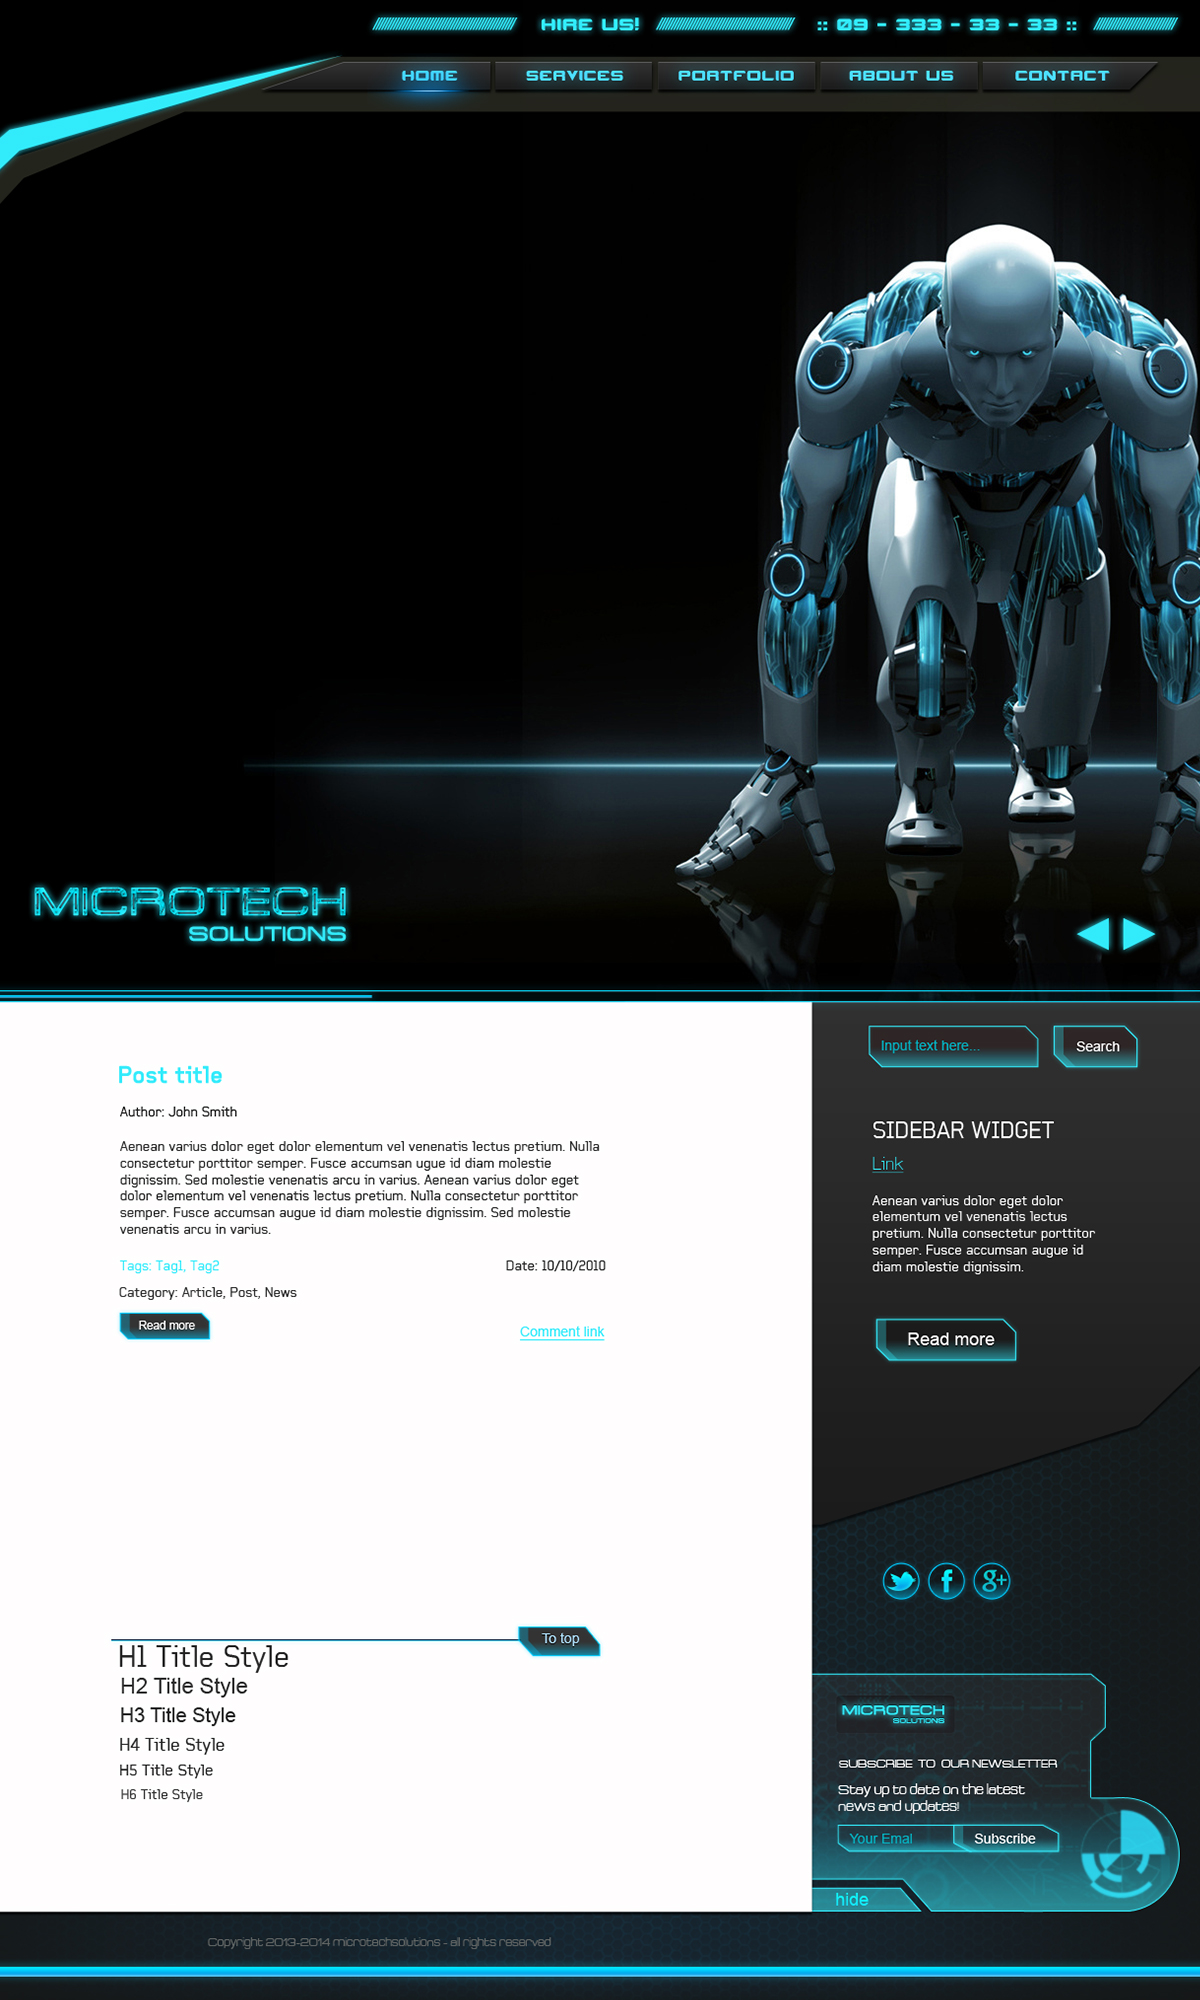 HIRE US!
:: 09 - 333 - 33 - 33 ::
HOME
SERVICES
PORTFOLIO
ABOUT US
CONTACT
MICROTECH
SOLUTIONS
Post title
Author: John Smith
Aenean varius dolor eget dolor elementum vel venenatis lectus pretium. Nulla
consectetur porttitor semper. Fusce accumsan ugue id diam molestie
dignissim. Sed molestie venenatis arcu in varius. Aenean varius dolor eget
dolor elementum vel venenatis lectus pretium. Nulla consectetur porttitor
semper. Fusce accumsan augue id diam molestie dignissim. Sed molestie
venenatis arcu in varius.
Tags: Tag1, Tag2
Date: 10/10/2010
Category: Article, Post, News
Read more
Comment link
To top
H1 Title Style
H2 Title Style
H3 Title Style
H4 Title Style
H5 Title Style
H6 Title Style
Input text here...
Search
SIDEBAR WIDGET
Link
Aenean varius dolor eget dolor
elementum vel venenatis lectus
pretium. Nulla consectetur porttitor
semper. Fusce accumsan augue id
diam molestie dignissim.
Read more
f
g+
MICROTECH
SOLUTIONS
SUBSCRIBE TO OUR NEWSLETTER
Stay up to date on the latest
news and updates!
Your Emal
Subscribe
hide
Copyright 2013-2014 microtechsolutions - all rights reserved